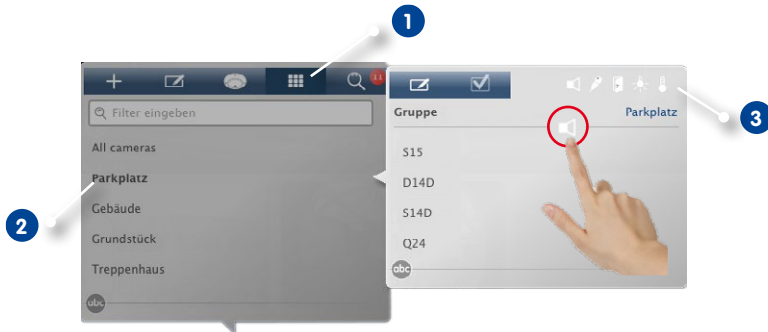 1
11
Filter eingeben
Gruppe
Parkplatz
3
All cameras
S15
Parkplatz
D14D
2
Gebäude
S14D
Grundstück
Q24
Treppenhaus
abc
abc